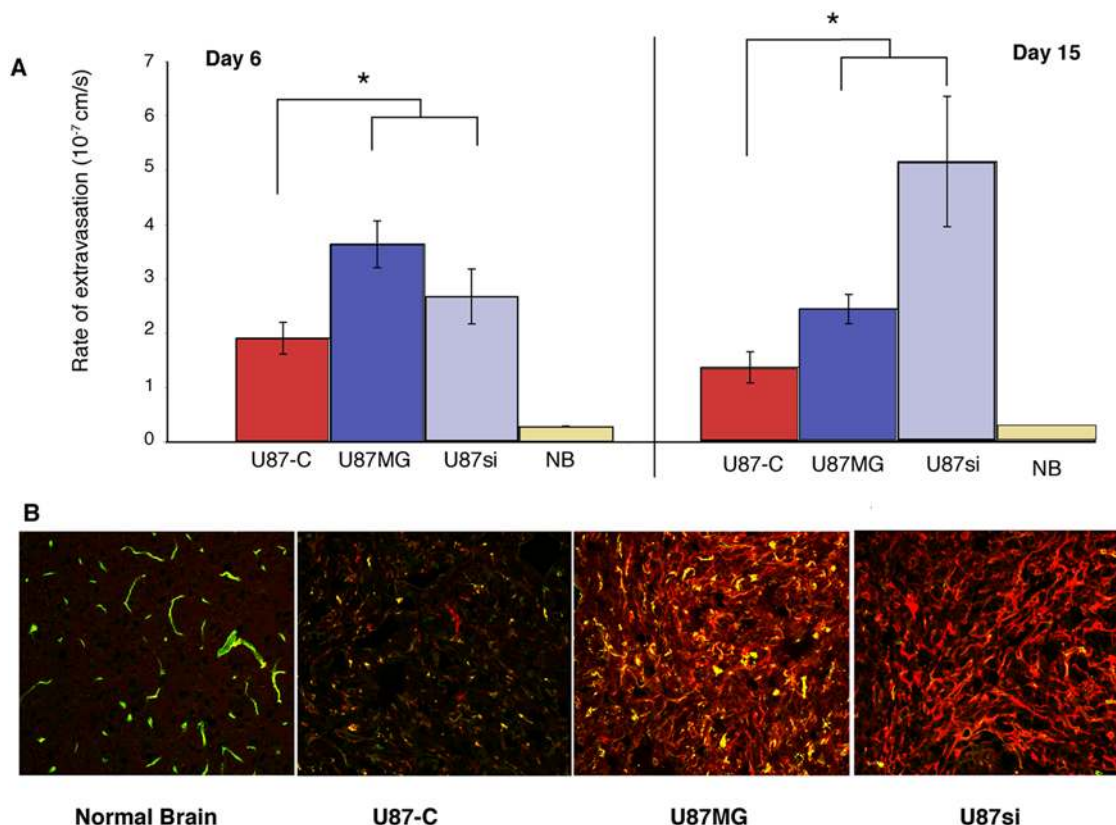 A
Day 6
Day 15
*
*
Rate of extravasation (10⁻⁷ cm/s)
7
6
5
4
3
2
1
0
U87-C U87MG U87si NB
U87-C U87MG U87si NB
B
Normal Brain U87-C U87MG U87si